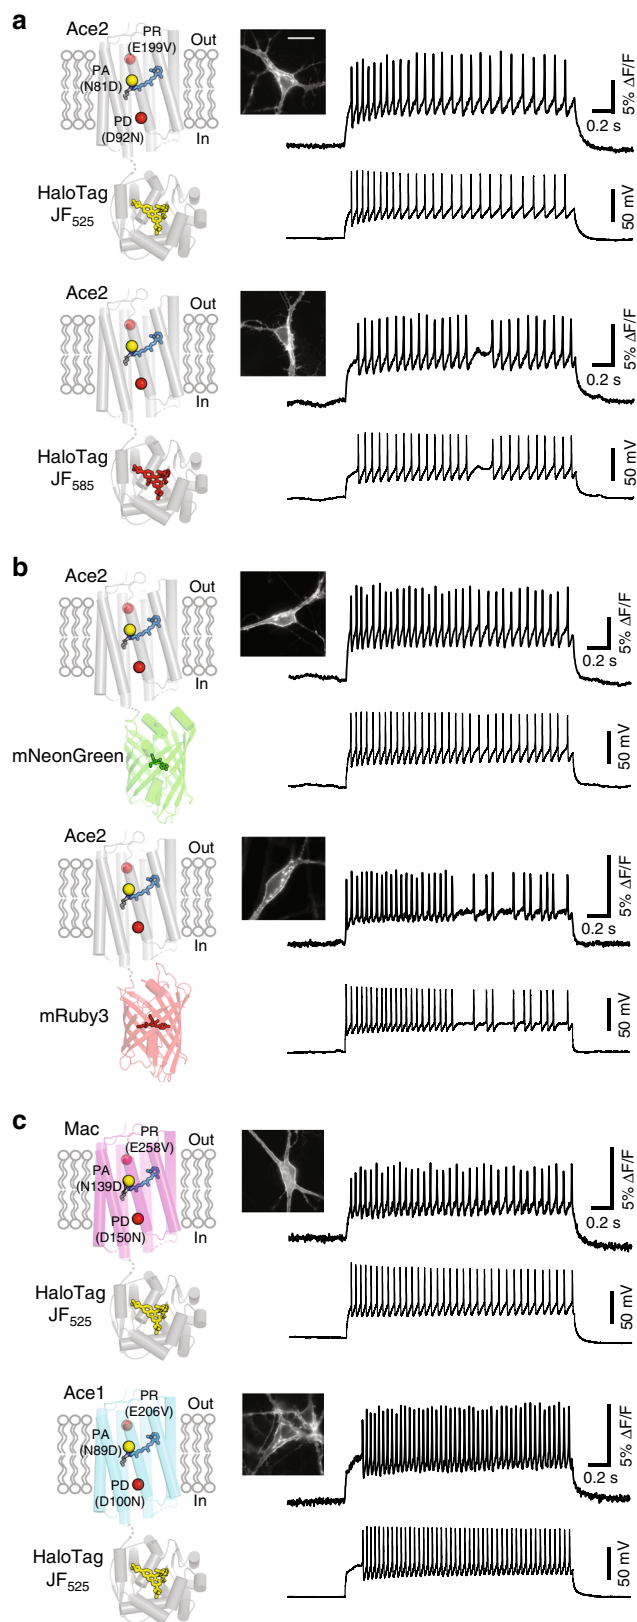 a
Ace2
PR
(E199V)
Out
PA
(N81D)
PD
(D92N)
In
HaloTag
JF525
5% ΔF/F
0.2 s
50 mV
Ace2
Out
In
HaloTag
JF585
5% ΔF/F
0.2 s
50 mV
b
Ace2
Out
In
mNeonGreen
5% ΔF/F
0.2 s
50 mV
Ace2
Out
In
mRuby3
5% ΔF/F
0.2 s
50 mV
c
Mac
PR
(E258V)
Out
PA
(N139D)
PD
(D150N)
In
HaloTag
JF525
5% ΔF/F
0.2 s
50 mV
Ace1
PR
(E206V)
Out
PA
(N89D)
PD
(D100N)
In
HaloTag
JF525
5% ΔF/F
0.2 s
50 mV